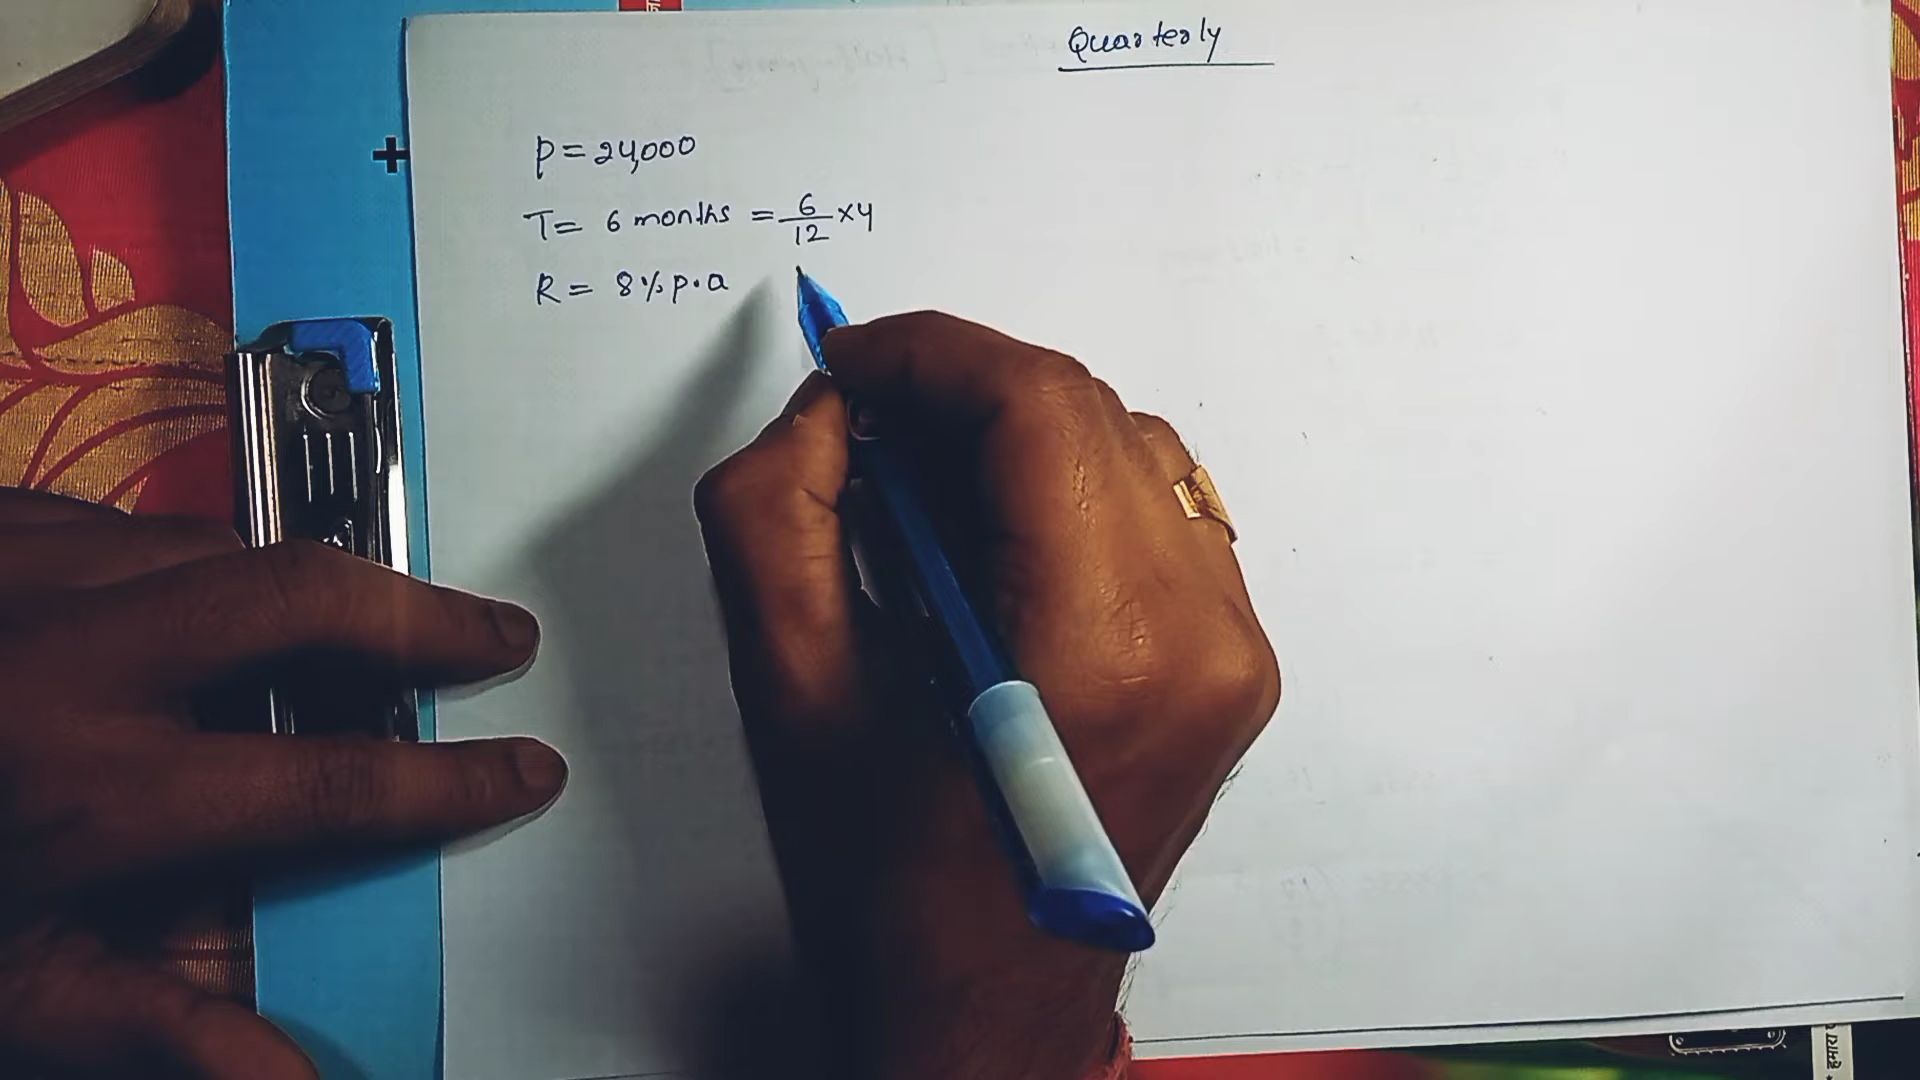 Quarterly
P = 24,000
T = 6 months = 6/12 × 4
R = 8% p.a